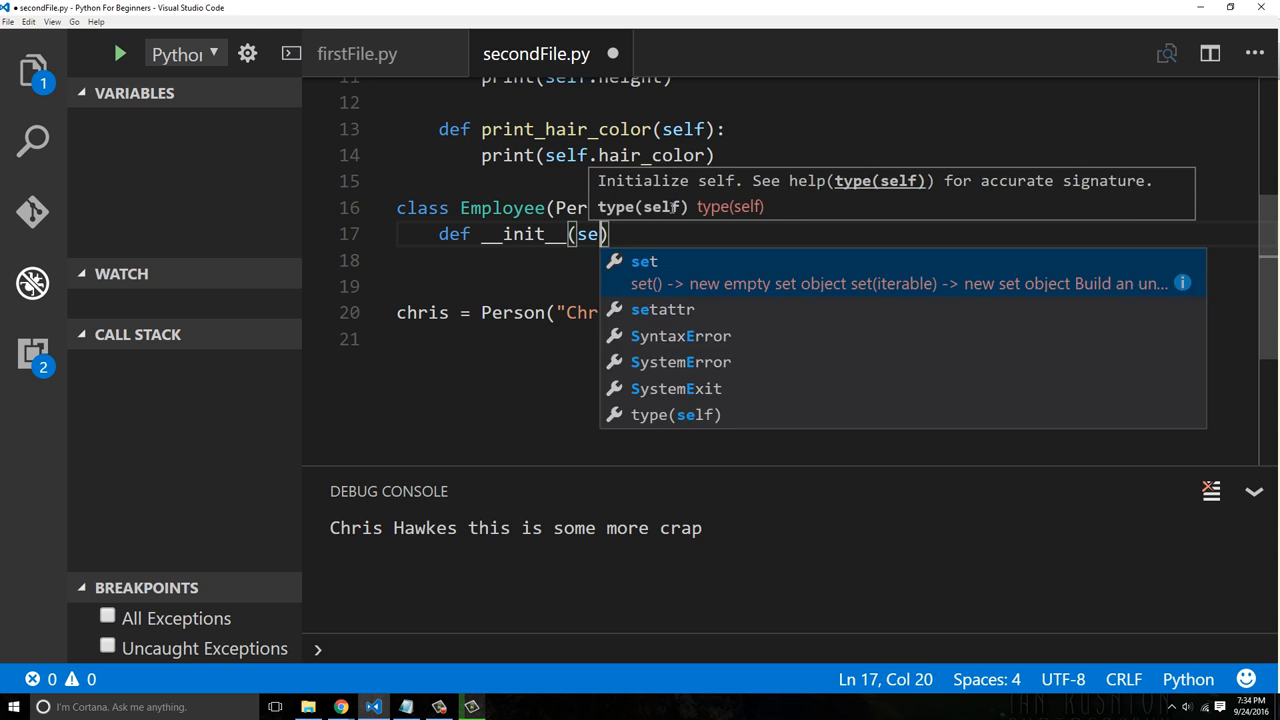 ● secondFile.py - Python For Beginners - Visual Studio Code
File Edit View Go Help
1
2
Pythor
VARIABLES
WATCH
CALL STACK
BREAKPOINTS
All Exceptions
Uncaught Exceptions
firstFile.py secondFile.py
11 print(self.height)
12
13 def print_hair_color(self):
14 print(self.hair_color)
15
16 class Employee(Per
17 def __init__(se)
18
19
20 chris = Person("Chr
21
Initialize self. See help(type(self)) for accurate signature.
type(self) type(self)
set
set() -> new empty set object set(iterable) -> new set object Build an un...
setattr
SyntaxError
SystemError
SystemExit
type(self)
DEBUG CONSOLE
Chris Hawkes this is some more crap
0 0 Ln 17, Col 20 Spaces: 4 UTF-8 CRLF Python
I'm Cortana. Ask me anything.
7:34 PM
9/24/2016